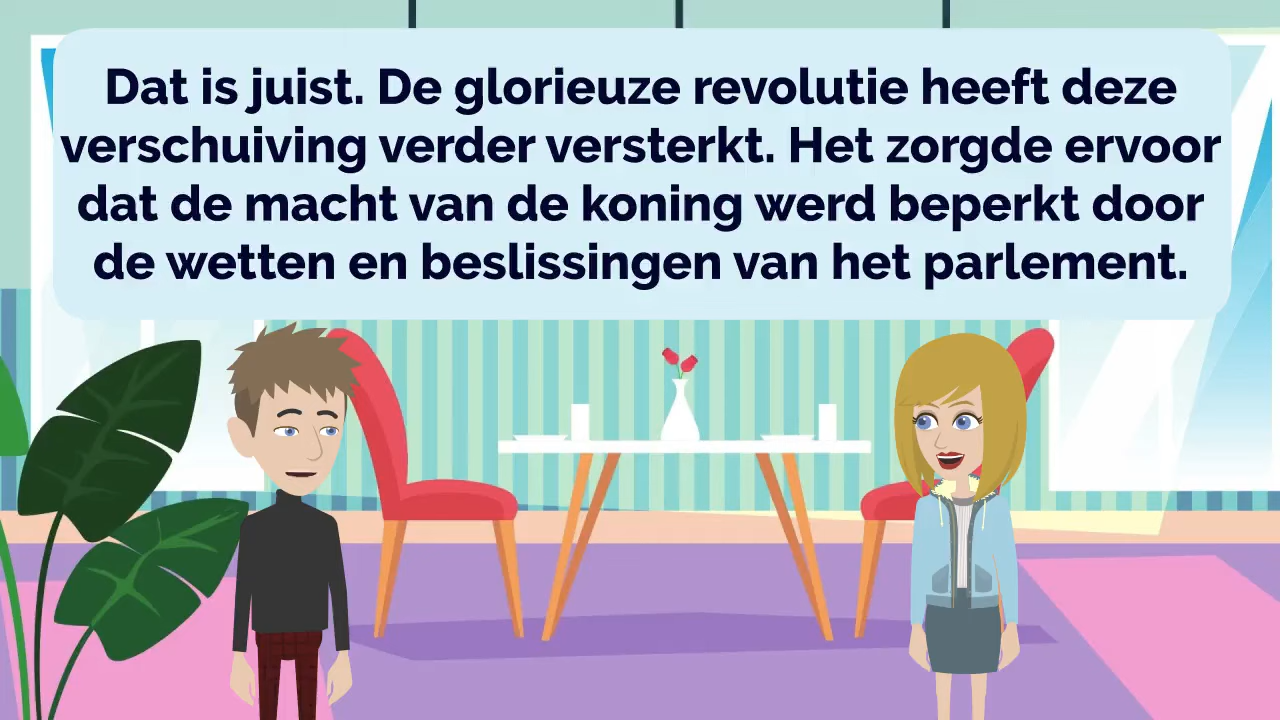 Dat is juist. De glorieuze revolutie heeft deze
verschuiving verder versterkt. Het zorgde ervoor
dat de macht van de koning werd beperkt door
de wetten en beslissingen van het parlement.